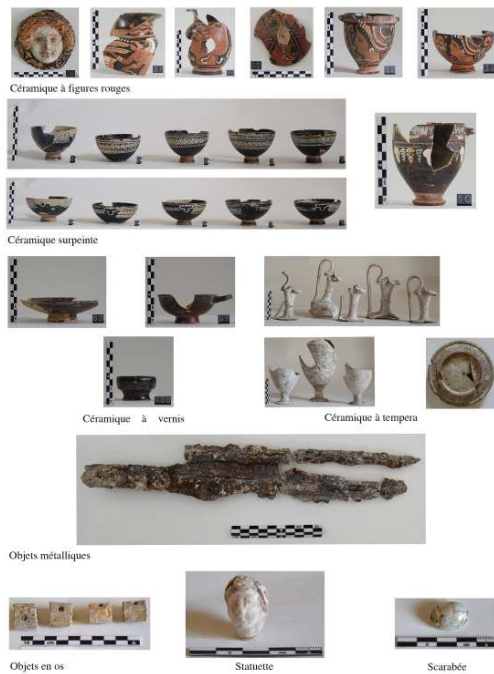 Céramique à figures rouges
Céramique surpeinte
Céramique à vernis
Céramique à tempera
Objets métalliques
Objets en os
Statuette
Scarabée